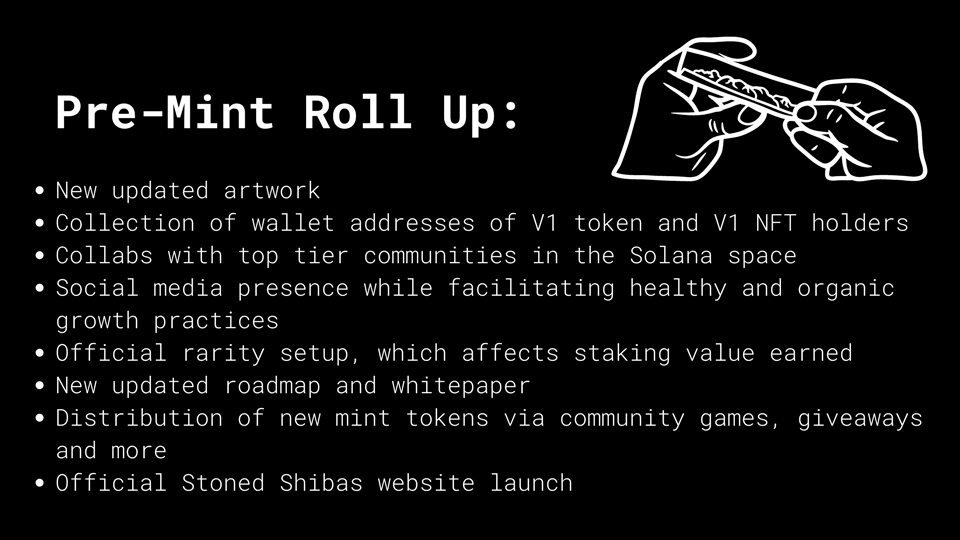 Pre-Mint Roll Up:
• New updated artwork
• Collection of wallet addresses of V1 token and V1 NFT holders
• Collabs with top tier communities in the Solana space
• Social media presence while facilitating healthy and organic
growth practices
• Official rarity setup, which affects staking value earned
• New updated roadmap and whitepaper
• Distribution of new mint tokens via community games, giveaways
and more
• Official Stoned Shibas website launch